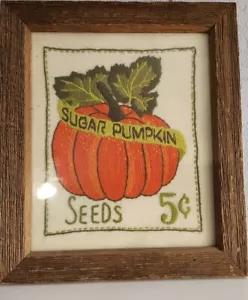 SUGAR PUMPKIN
SEEDS 5¢